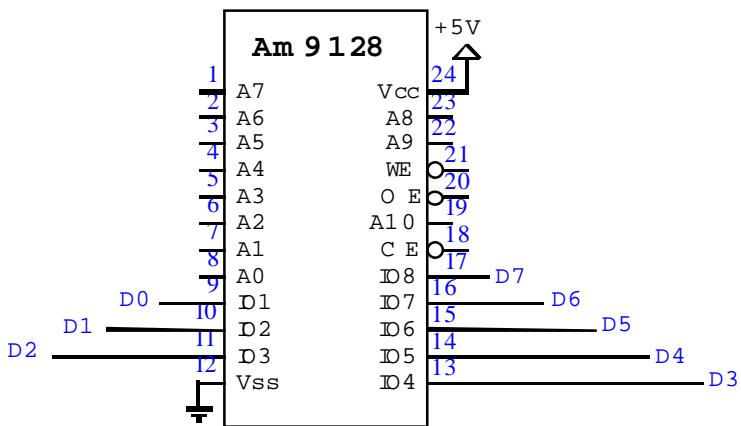 +5V
Am 9128
1 A7 Vcc 24
2 A6 A8 23
3 A5 A9 22
4 A4 WE 21
5 A3 OE 20
6 A2 A10 19
7 A1 CE 18
8 A0 IO8 17 D7
D0 9 IO1 IO7 16 D6
D1 10 IO2 IO6 15 D5
D2 11 IO3 IO5 14 D4
12 Vss IO4 13 D3